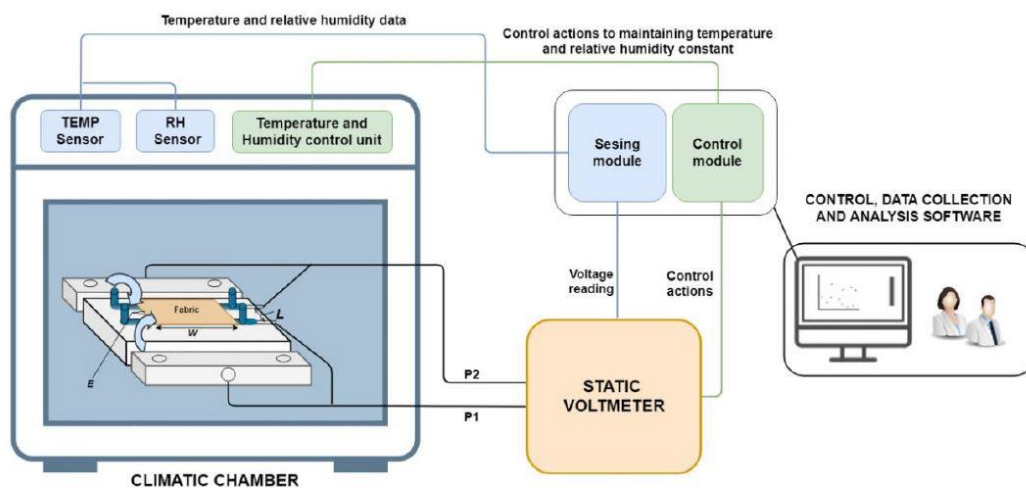 Temperature and relative humidity data
Control actions to maintaining temperature
and relative humidity constant
TEMP
Sensor
RH
Sensor
Temperature and
Humidity control unit
Sesing
module
Control
module
CONTROL, DATA COLLECTION
AND ANALYSIS SOFTWARE
Voltage
reading
Control
actions
Fabric
L
W
E
P2
P1
STATIC
VOLTMETER
CLIMATIC CHAMBER